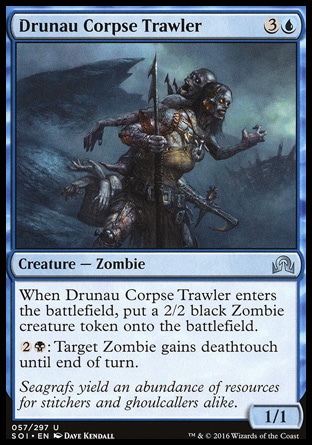 Drunau Corpse Trawler 3
Creature — Zombie
When Drunau Corpse Trawler enters
the battlefield, put a 2/2 black Zombie
creature token onto the battlefield.
2: Target Zombie gains deathtouch
until end of turn.
Seagrafs yield an abundance of resources
for stitchers and ghoulcallers alike.
1/1
057/297 U
SOI • EN DAVE KENDALL ™ & © 2016 Wizards of the Coast